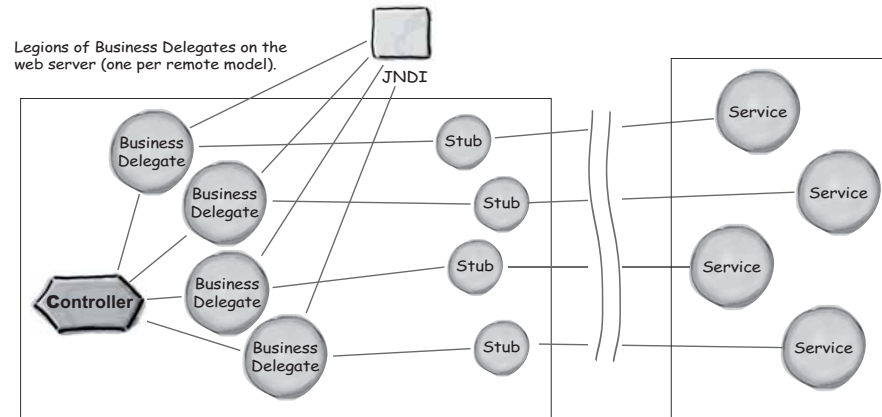 Legions of Business Delegates on the
web server (one per remote model).
JNDI
Business
Delegate
Stub
Service
Business
Delegate
Stub
Service
Business
Delegate
Stub
Service
Controller
Business
Delegate
Stub
Service